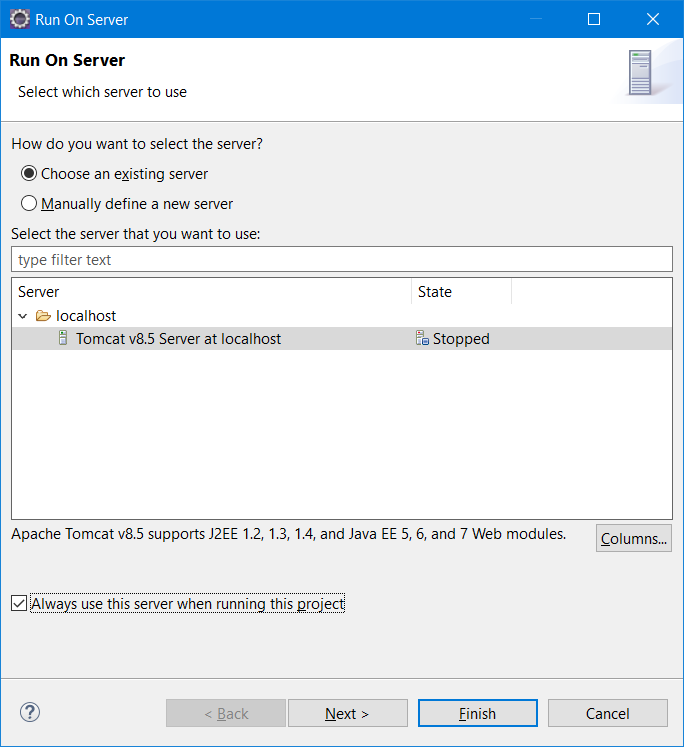 Run On Server
Run On Server
Select which server to use
How do you want to select the server?
Choose an existing server
Manually define a new server
Select the server that you want to use:
type filter text
Server State
localhost
Tomcat v8.5 Server at localhost Stopped
Apache Tomcat v8.5 supports J2EE 1.2, 1.3, 1.4, and Java EE 5, 6, and 7 Web modules.
Columns...
Always use this server when running this project
? < Back Next > Finish Cancel